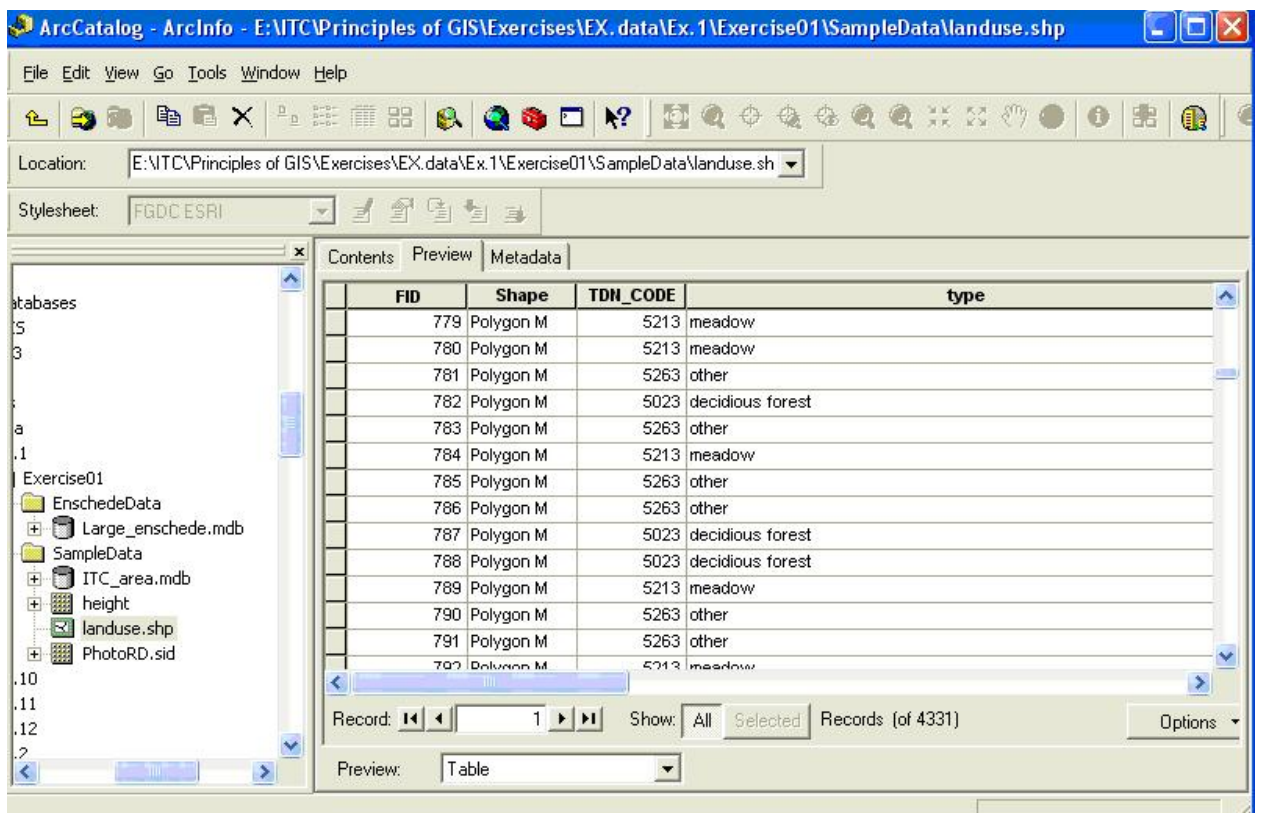 ArcCatalog - ArcInfo - E:\ITC\Principles of GIS\Exercises\EX.data\Ex.1\Exercise01\SampleData\landuse.shp
File Edit View Go Tools Window Help
Location: E:\ITC\Principles of GIS\Exercises\EX.data\Ex.1\Exercise01\SampleData\landuse.sh
Stylesheet: FGDC ESRI
atabases
3
a
.1
Exercise01
EnschedeData
Large_enschede.mdb
SampleData
ITC_area.mdb
height
landuse.shp
PhotoRD.sid
.10
.11
.12
.2
Contents Preview Metadata
FID Shape TDN_CODE type
779 Polygon M 5213 meadow
780 Polygon M 5213 meadow
781 Polygon M 5263 other
782 Polygon M 5023 decidious forest
783 Polygon M 5263 other
784 Polygon M 5213 meadow
785 Polygon M 5263 other
786 Polygon M 5263 other
787 Polygon M 5023 decidious forest
788 Polygon M 5023 decidious forest
789 Polygon M 5213 meadow
790 Polygon M 5263 other
791 Polygon M 5263 other
792 Polygon M 5213 meadow
Record: 1 Show: All Selected Records (of 4331) Options
Preview: Table